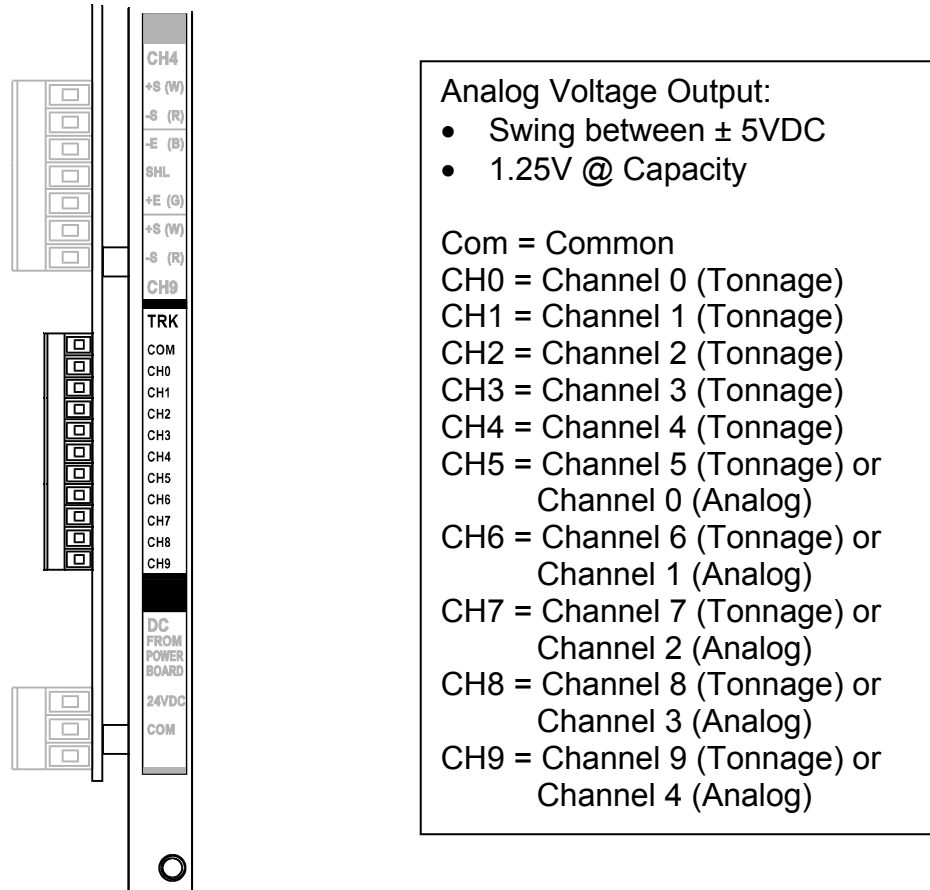 CH4
+S (W)
-S (R)
-E (B)
SHL
+E (G)
+S (W)
-S (R)
CH9
TRK
COM
CH0
CH1
CH2
CH3
CH4
CH5
CH6
CH7
CH8
CH9
DC
FROM
POWER
BOARD
24VDC
COM
Analog Voltage Output:
• Swing between ± 5VDC
• 1.25V @ Capacity
Com = Common
CH0 = Channel 0 (Tonnage)
CH1 = Channel 1 (Tonnage)
CH2 = Channel 2 (Tonnage)
CH3 = Channel 3 (Tonnage)
CH4 = Channel 4 (Tonnage)
CH5 = Channel 5 (Tonnage) or
Channel 0 (Analog)
CH6 = Channel 6 (Tonnage) or
Channel 1 (Analog)
CH7 = Channel 7 (Tonnage) or
Channel 2 (Analog)
CH8 = Channel 8 (Tonnage) or
Channel 3 (Analog)
CH9 = Channel 9 (Tonnage) or
Channel 4 (Analog)